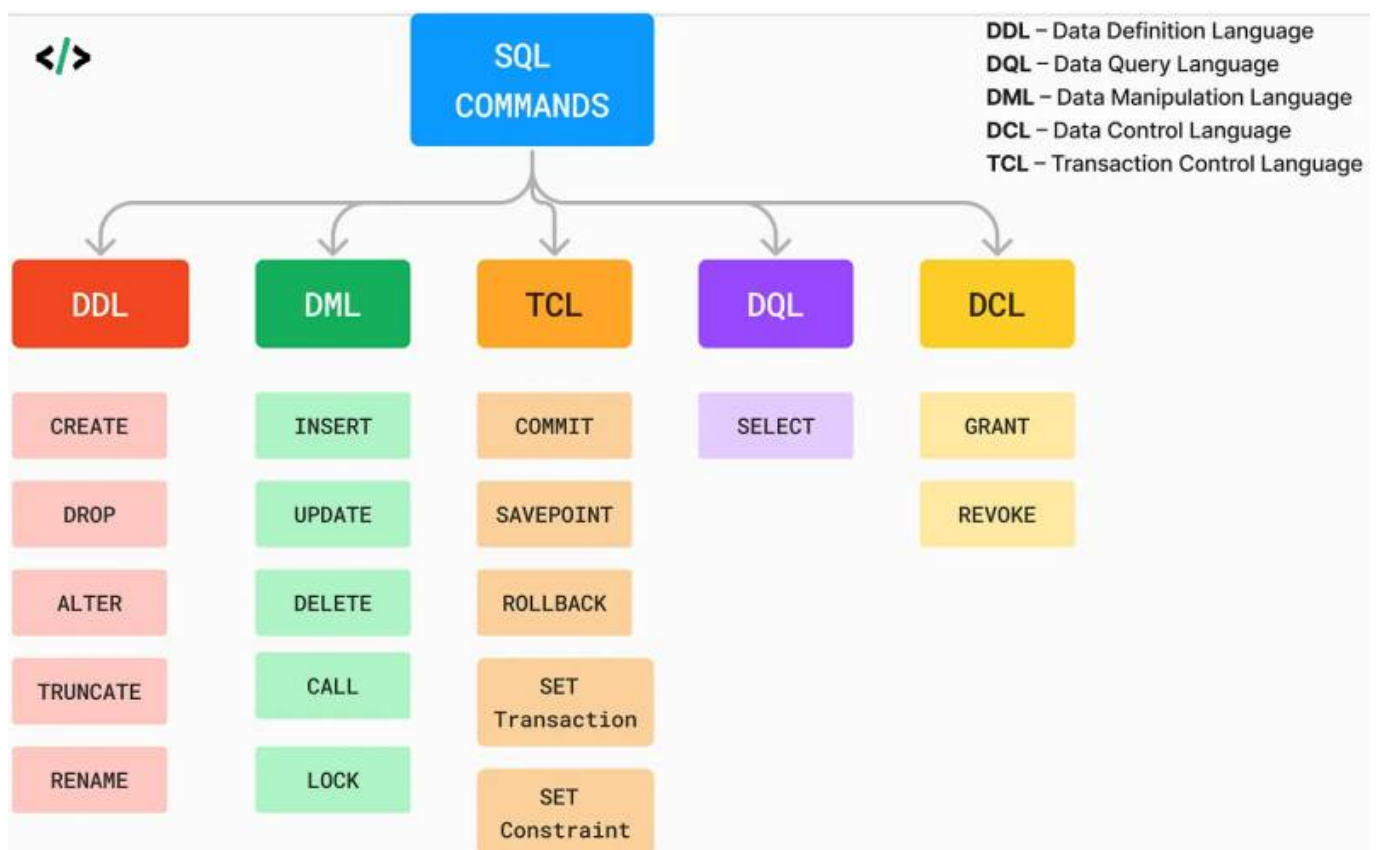 </>
SQL
COMMANDS
DDL – Data Definition Language
DQL – Data Query Language
DML – Data Manipulation Language
DCL – Data Control Language
TCL – Transaction Control Language
DDL
DML
TCL
DQL
DCL
CREATE
INSERT
COMMIT
SELECT
GRANT
DROP
UPDATE
SAVEPOINT
REVOKE
ALTER
DELETE
ROLLBACK
TRUNCATE
CALL
SET
Transaction
RENAME
LOCK
SET
Constraint